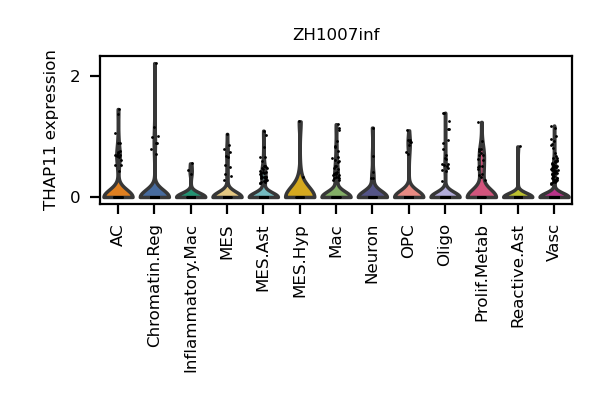 ZH1007inf
THAP11 expression
2
0
AC
Chromatin.Reg
Inflammatory.Mac
MES
MES.Ast
MES.Hyp
Mac
Neuron
OPC
Oligo
Prolif.Metab
Reactive.Ast
Vasc